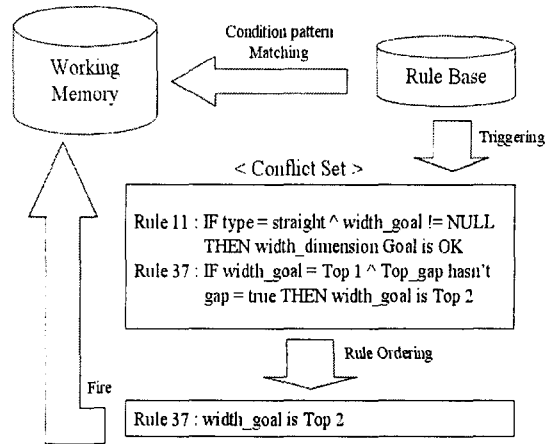 Condition pattern
Matching
Working
Memory
Rule Base
Triggering
< Conflict Set >
Rule 11 : IF type = straight ^ width_goal != NULL
THEN width_dimension Goal is OK
Rule 37 : IF width_goal = Top 1 ^ Top_gap hasn't
gap = true THEN width_goal is Top 2
Rule Ordering
Fire
Rule 37 : width_goal is Top 2